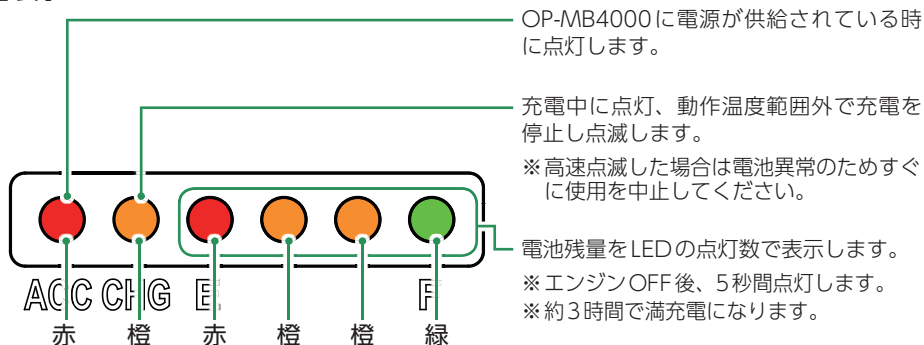 OP-MB4000に電源が供給されている時
に点灯します。
充電中に点灯、動作温度範囲外で充電を
停止し点滅します。
※高速点滅した場合は電池異常のためすぐ
に使用を中止してください。
電池残量をLEDの点灯数で表示します。
※エンジンOFF後、5秒間点灯します。
※約3時間で満充電になります。
ACC CHG E F
赤 橙 赤 橙 橙 緑